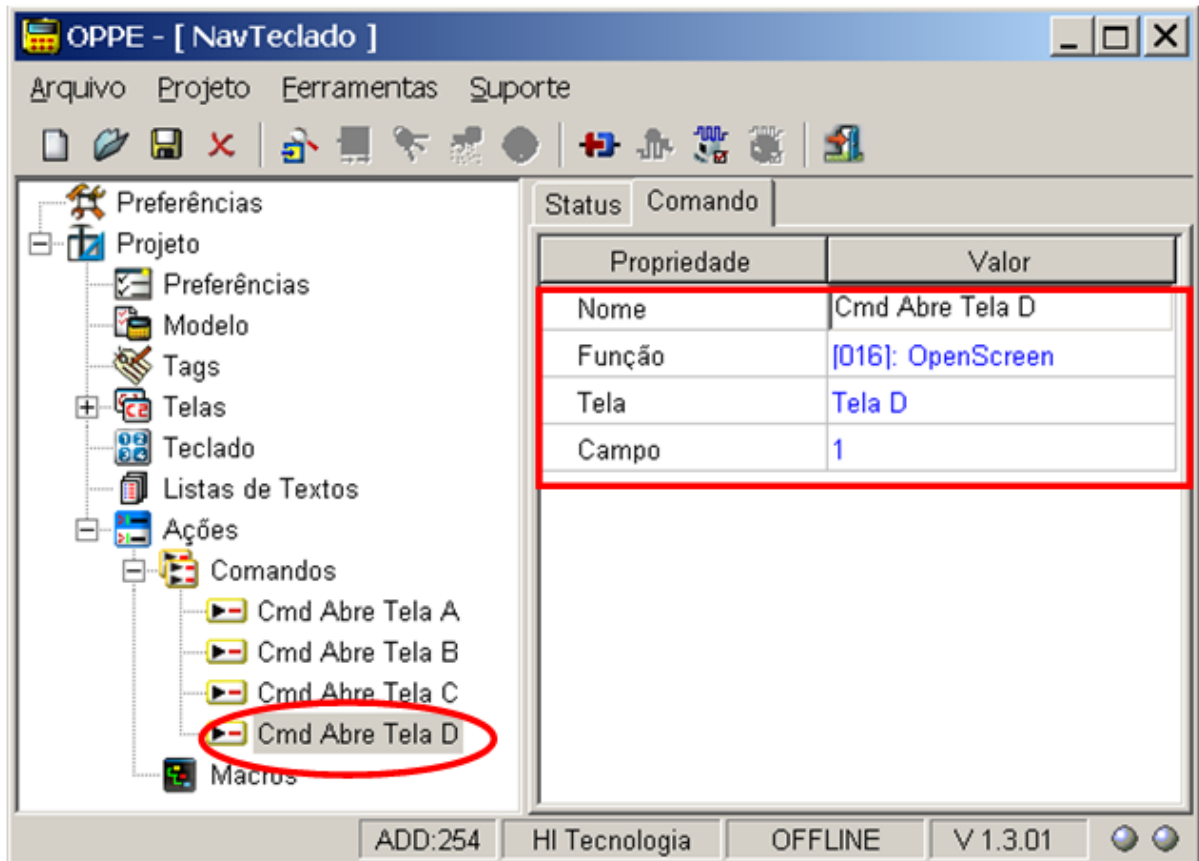 OPPE - [ NavTeclado ]
Arquivo Projeto Ferramentas Suporte
Preferências
Projeto
Preferências
Modelo
Tags
Telas
Teclado
Listas de Textos
Ações
Comandos
Cmd Abre Tela A
Cmd Abre Tela B
Cmd Abre Tela C
Cmd Abre Tela D
Macros
Status Comando
Propriedade Valor
Nome Cmd Abre Tela D
Função [016]: OpenScreen
Tela Tela D
Campo 1
ADD:254 HI Tecnologia OFFLINE V 1.3.01